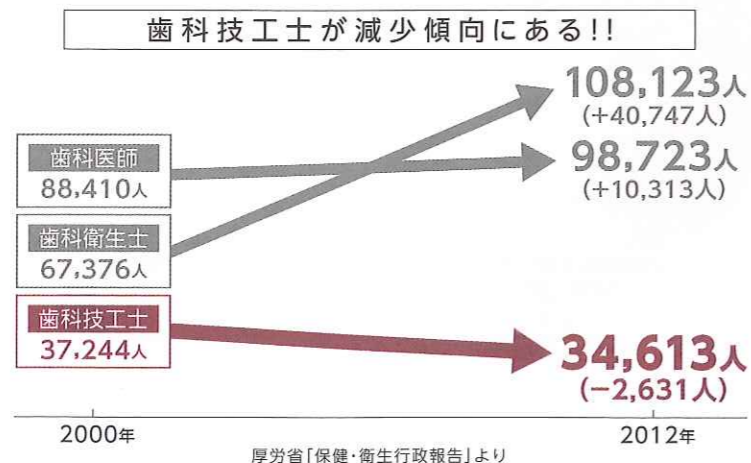 歯科技工士が減少傾向にある!!
108,123人
(+40,747人)
歯科医師
88,410人
98,723人
(+10,313人)
歯科衛生士
67,376人
歯科技工士
37,244人
34,613人
(−2,631人)
2000年
2012年
厚労省「保健・衛生行政報告」より